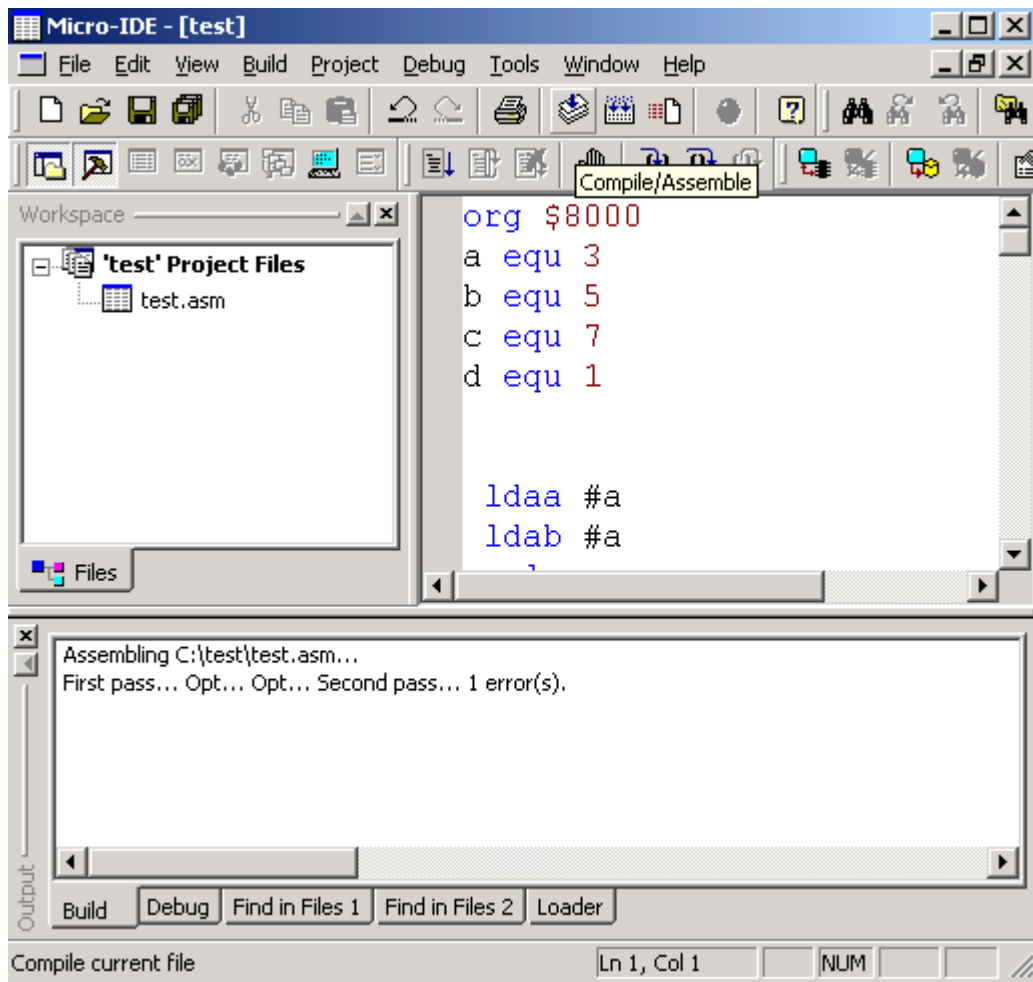 Micro-IDE - [test]
File Edit View Build Project Debug Tools Window Help
Compile/Assemble
Workspace
'test' Project Files
test.asm
Files
org $8000
a equ 3
b equ 5
c equ 7
d equ 1
ldaa #a
ldab #a
Assembling C:\test\test.asm...
First pass... Opt... Opt... Second pass... 1 error(s).
Output
Build Debug Find in Files 1 Find in Files 2 Loader
Compile current file Ln 1, Col 1 NUM